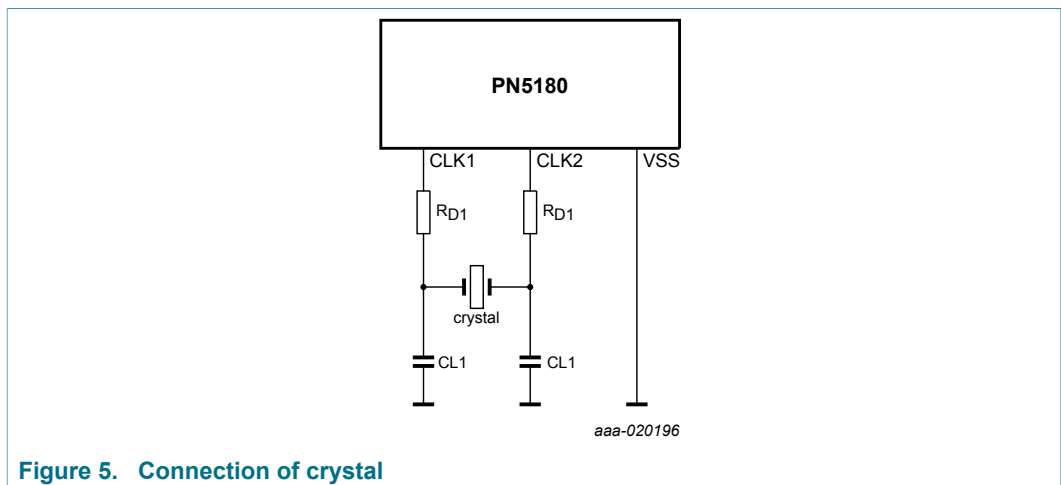 PN5180
CLK1 CLK2 VSS
RD1 RD1
crystal
CL1 CL1
aaa-020196
Figure 5. Connection of crystal